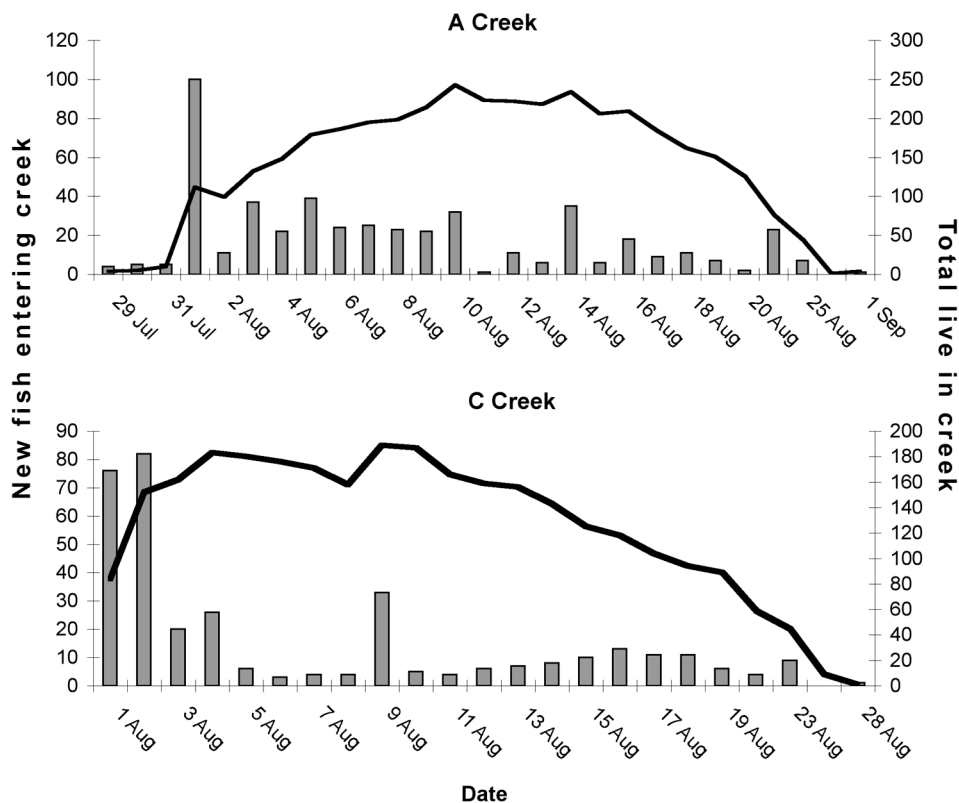 A Creek
New fish entering creek
Total live in creek
120
100
80
60
40
20
0
300
250
200
150
100
50
0
29 Jul
31 Jul
2 Aug
4 Aug
6 Aug
8 Aug
10 Aug
12 Aug
14 Aug
16 Aug
18 Aug
20 Aug
25 Aug
1 Sep
C Creek
90
80
70
60
50
40
30
20
10
0
200
180
160
140
120
100
80
60
40
20
0
1 Aug
3 Aug
5 Aug
7 Aug
9 Aug
11 Aug
13 Aug
15 Aug
17 Aug
19 Aug
23 Aug
28 Aug
Date